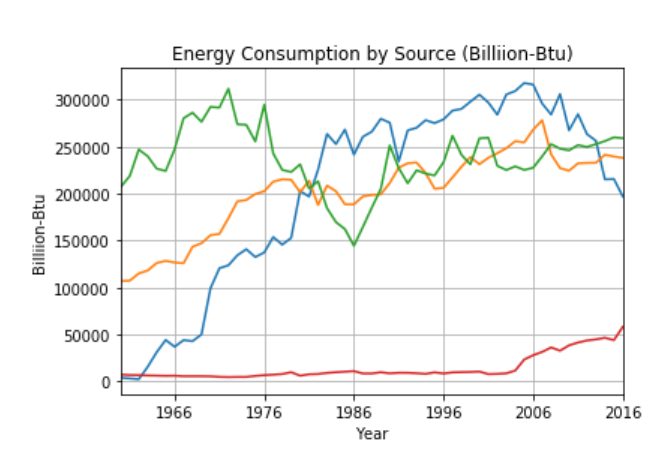 Energy Consumption by Source (Billiion-Btu)
300000
250000
200000
150000
100000
50000
0
Billiion-Btu
1966 1976 1986 1996 2006 2016
Year